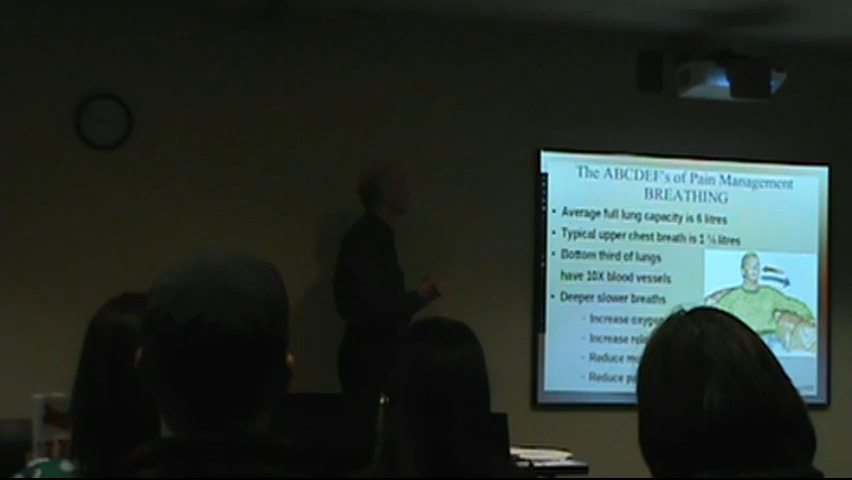 The ABCDEF's of Pain Management
BREATHING
• Average full lung capacity is 6 litres
• Typical upper chest breath is 1 ½ litres
• Bottom third of lungs
have 10X blood vessels
• Deeper slower breaths
- Increase
- Increase
- Reduce
- Reduce